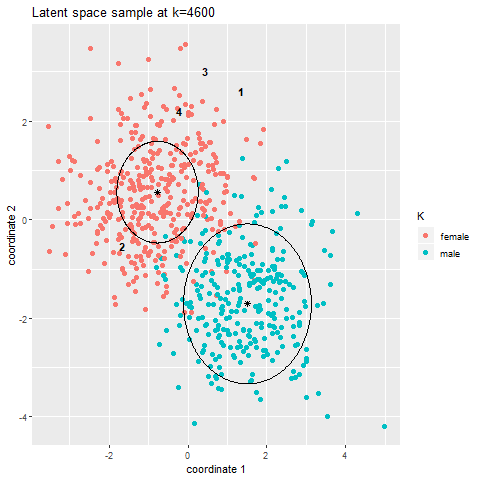 Latent space sample at k=4600
3
1
4
2
2
0
-2
-4
-2
0
2
4
coordinate 1
coordinate 2
K
female
male